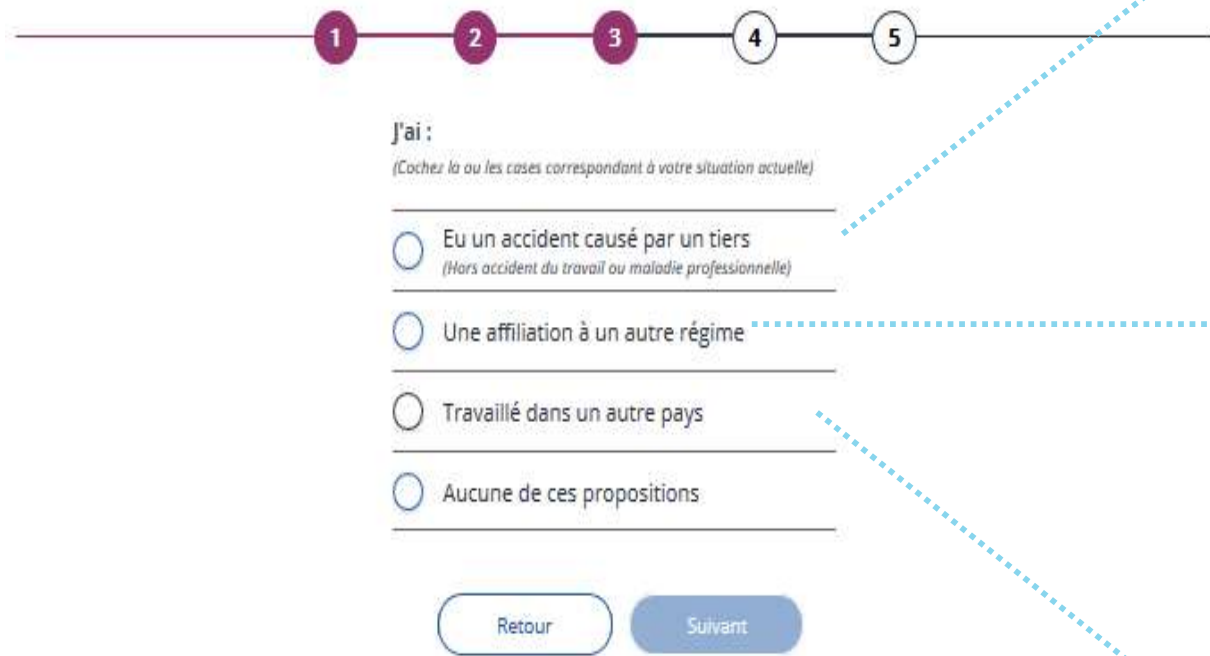 1 2 3 4 5
J'ai :
(Cochez la ou les cases correspondant à votre situation actuelle)
Eu un accident causé par un tiers
(Hors accident du travail ou maladie professionnelle)
Une affiliation à un autre régime
Travaillé dans un autre pays
Aucune de ces propositions
Retour Suivant